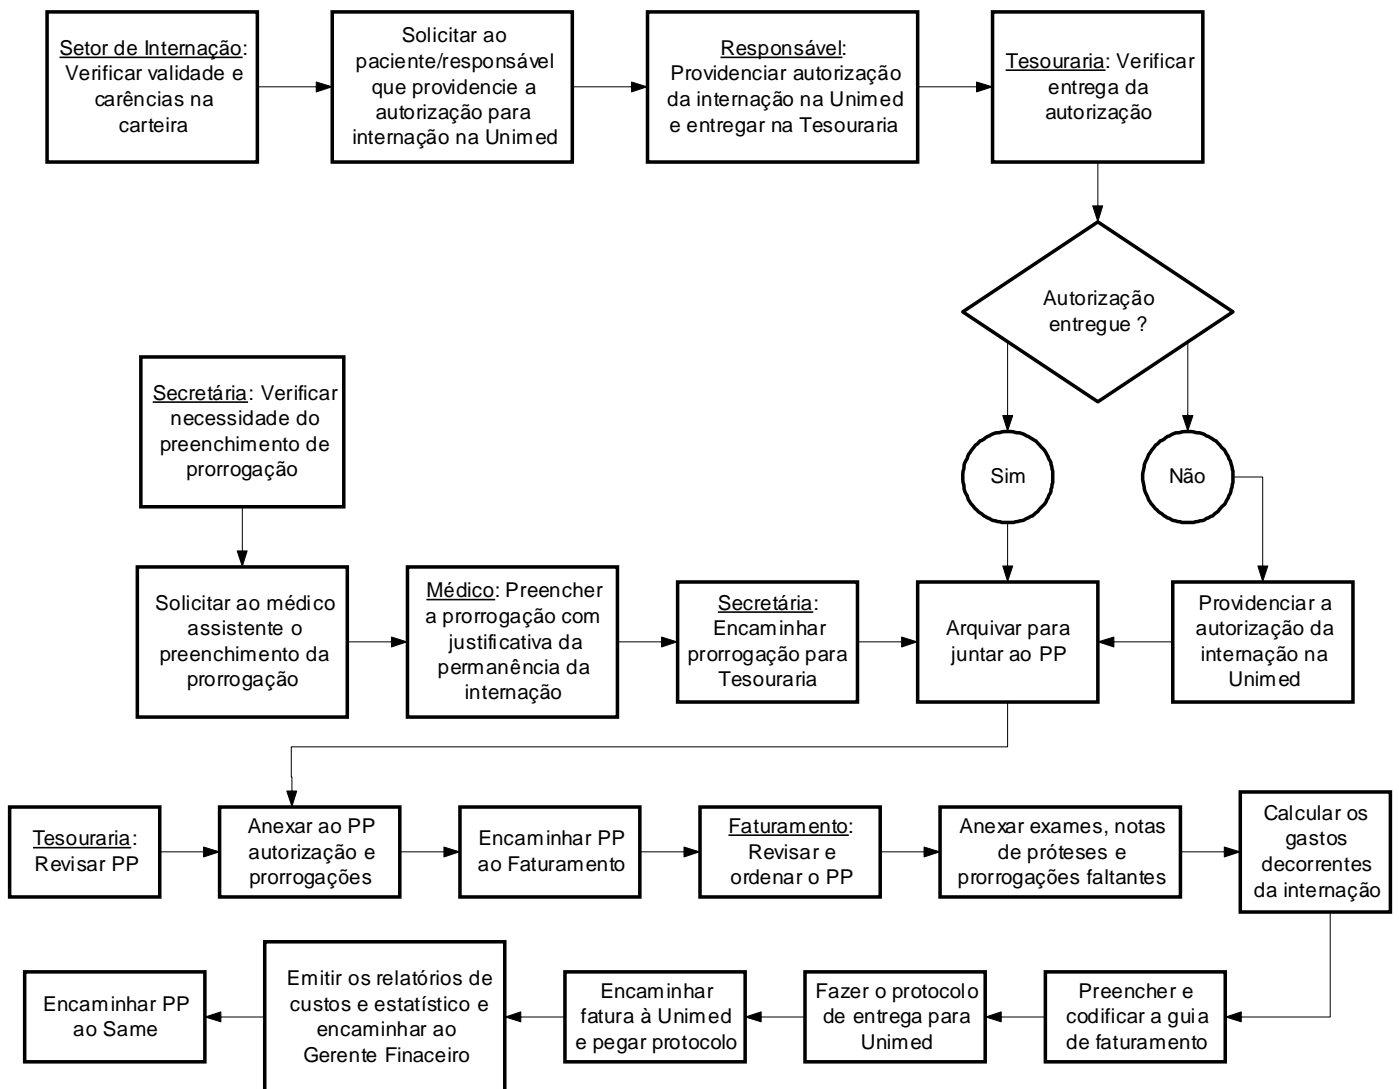 Setor de Internação:
Verificar validade e
carências na
carteira
Solicitar ao
paciente/responsável
que providencie a
autorização para
internação na Unimed
Responsável:
Providenciar autorização
da internação na Unimed
e entregar na Tesouraria
Tesouraria: Verificar
entrega da
autorização
Autorização
entregue ?
Sim
Não
Secretária: Verificar
necessidade do
preenchimento de
prorrogação
Solicitar ao médico
assistente o
preenchimento da
prorrogação
Médico: Preencher
a prorrogação com
justificativa da
permanência da
internação
Secretária:
Encaminhar
prorrogação para
Tesouraria
Arquivar para
juntar ao PP
Providenciar a
autorização da
internação na
Unimed
Tesouraria:
Revisar PP
Anexar ao PP
autorização e
prorrogações
Encaminhar PP
ao Faturamento
Faturamento:
Revisar e
ordenar o PP
Anexar exames, notas
de próteses e
prorrogações faltantes
Calcular os
gastos
decorrentes
da internação
Preencher e
codificar a guia
de faturamento
Fazer o protocolo
de entrega para
Unimed
Encaminhar
fatura à Unimed
e pegar protocolo
Emitir os relatórios de
custos e estatístico e
encaminhar ao
Gerente Finaceiro
Encaminhar PP
ao Same